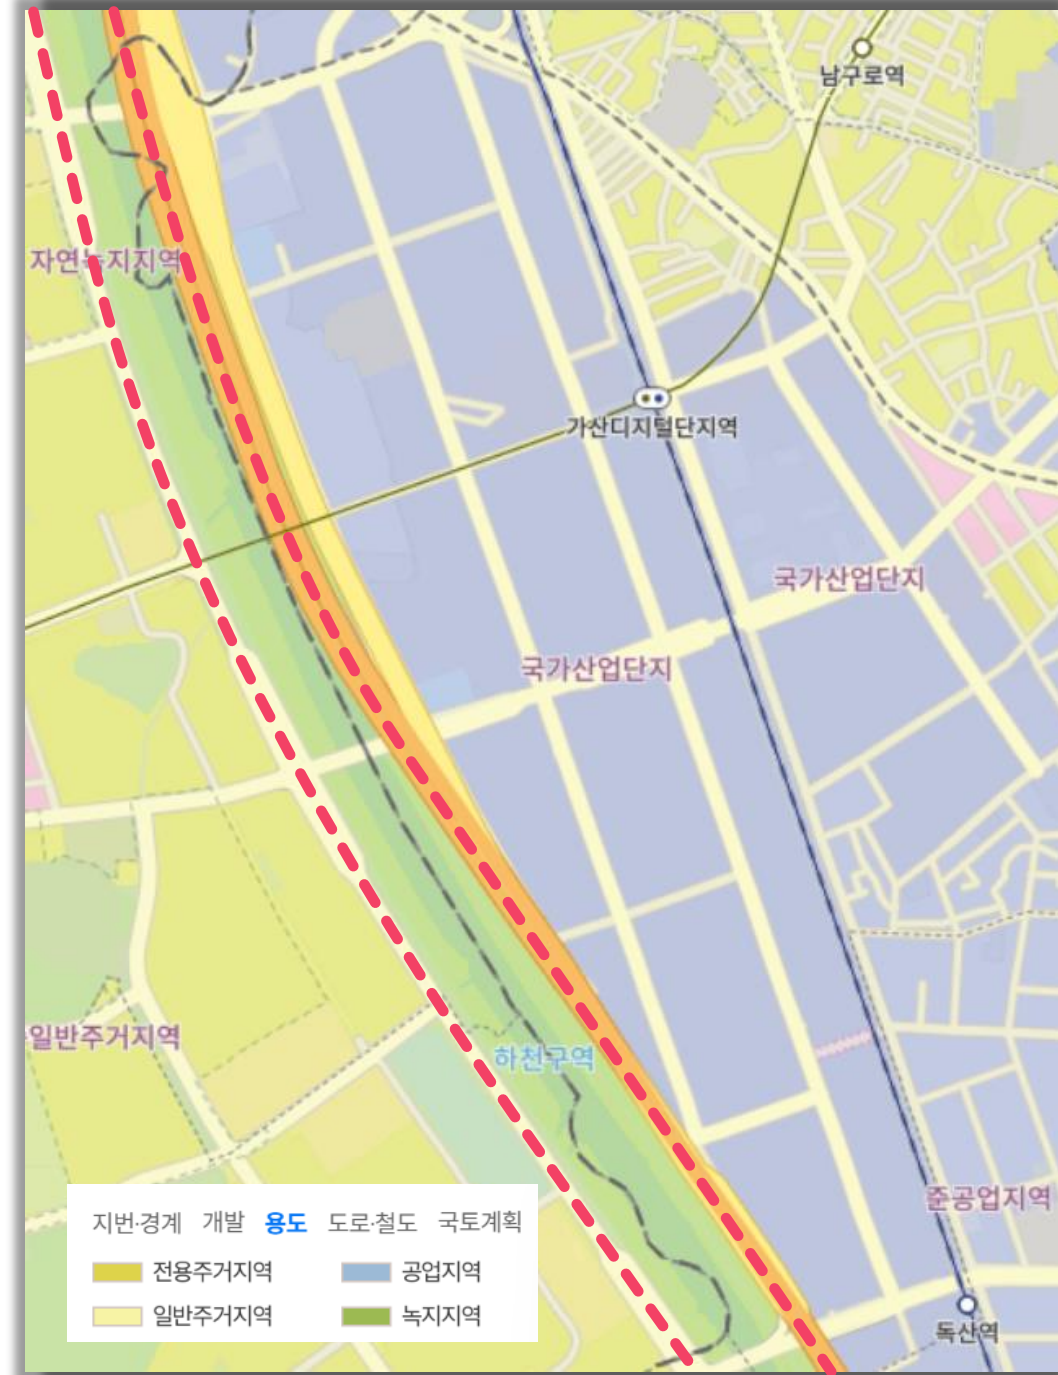 남구로역
자연녹지지역
가산디지털단지역
국가산업단지
국가산업단지
일반주거지역
하천구역
준공업지역
지번·경계 개발 용도 도로·철도 국토계획
전용주거지역 공업지역
일반주거지역 녹지지역
독산역